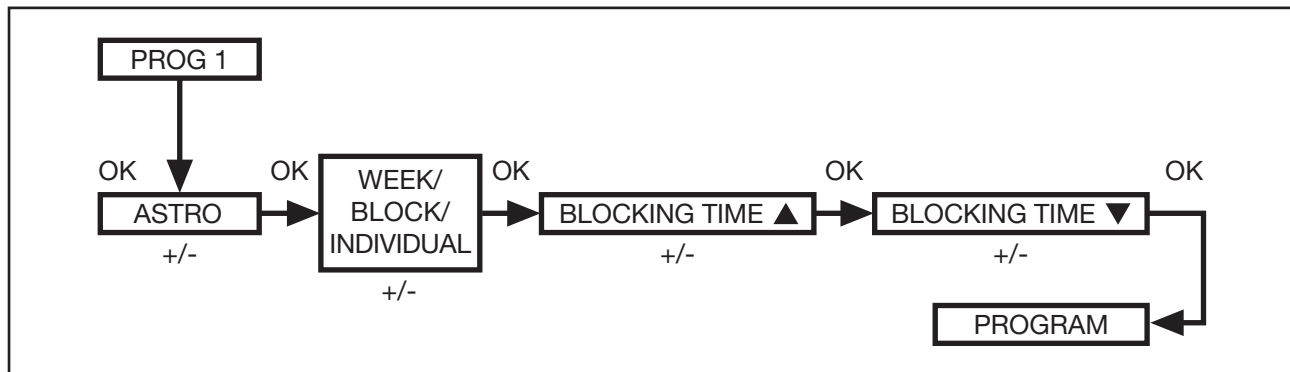 PROG 1
OK
OK
OK
OK
OK
ASTRO
WEEK/
BLOCK/
INDIVIDUAL
BLOCKING TIME ▲
BLOCKING TIME ▼
+/-
+/-
+/-
+/-
PROGRAM